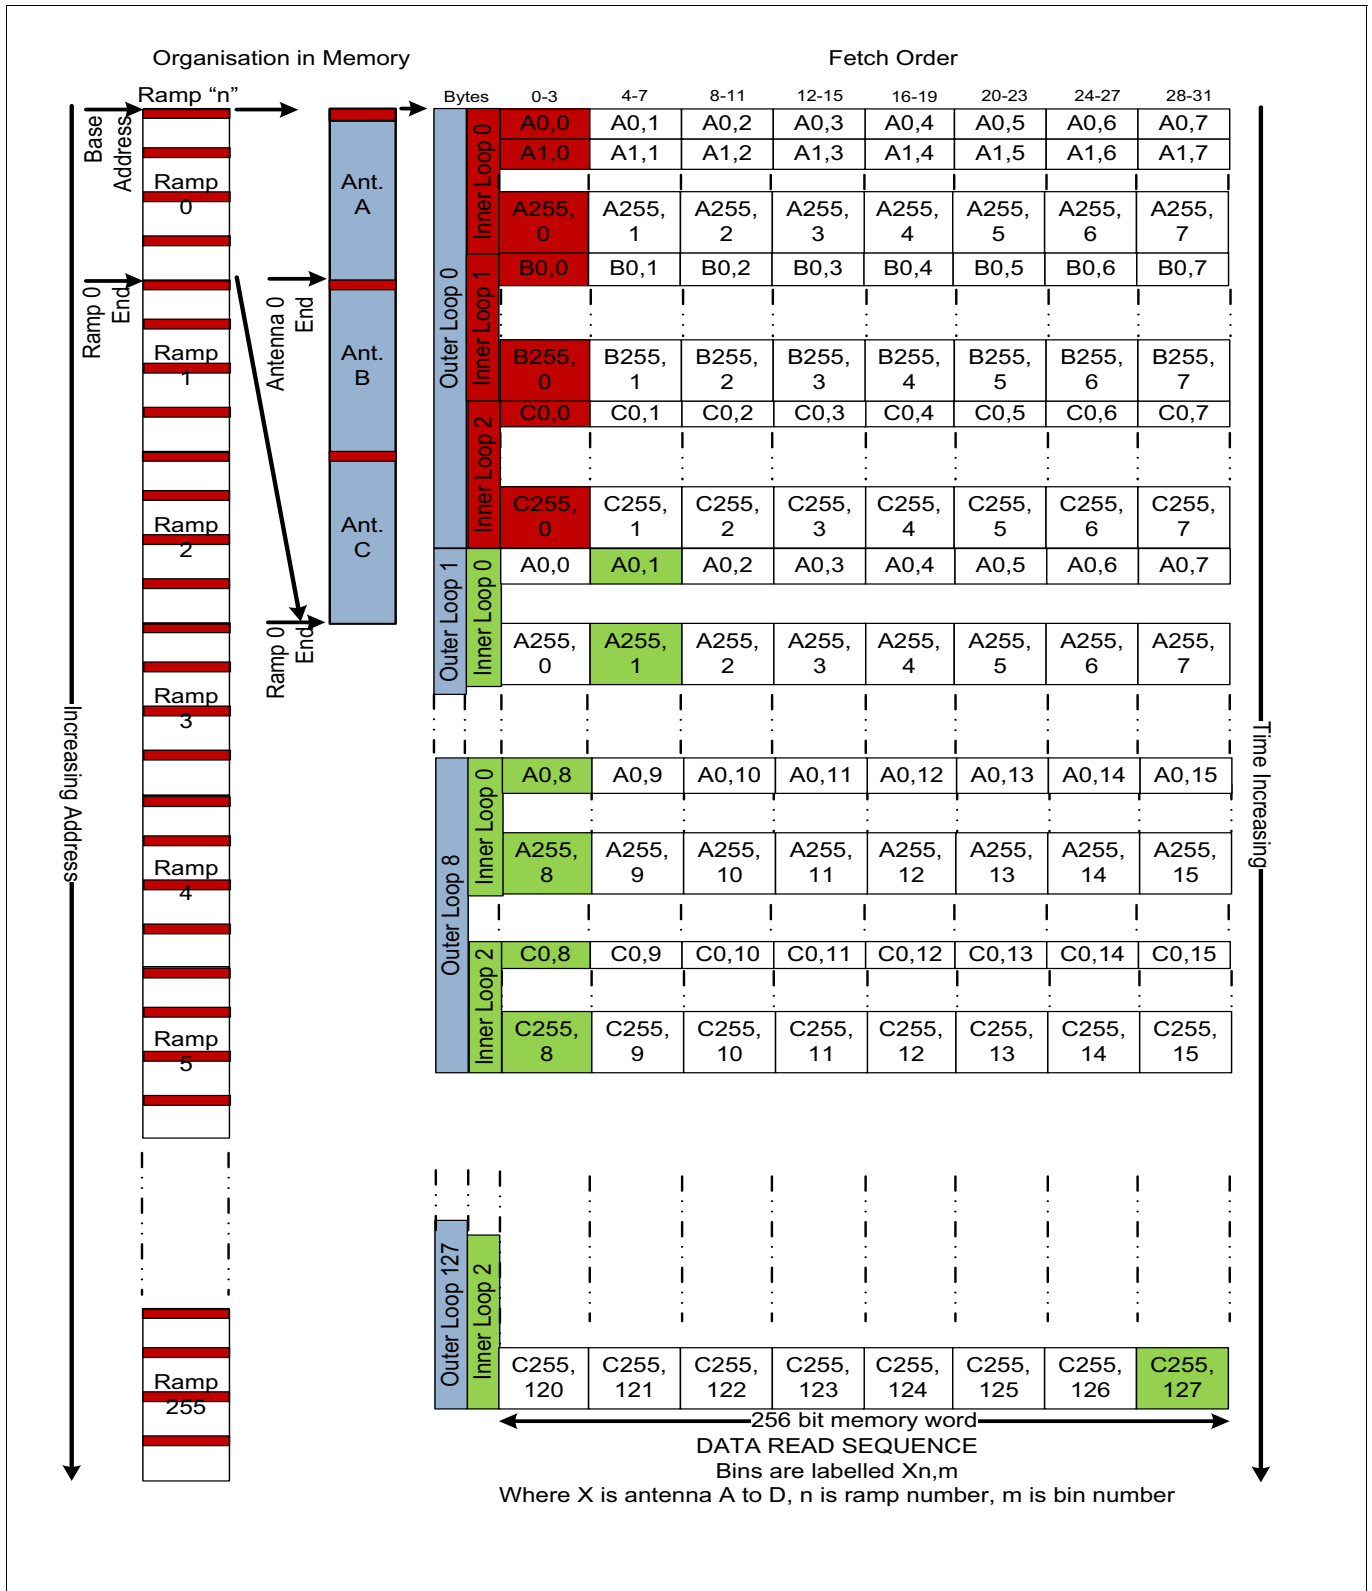 Organisation in Memory
Fetch Order
Ramp “n”
Base
Address
Ramp
0
Ramp 0
End
Ramp
1
Ramp
2
Ramp
3
Ramp
4
Ramp
5
Ramp
255
Increasing Address
Ant.
A
Antenna 0
End
Ant.
B
Ant.
C
Ramp 0
End
Bytes 0-3 4-7 8-11 12-15 16-19 20-23 24-27 28-31
Outer Loop 0
Inner Loop 0
A0,0 A0,1 A0,2 A0,3 A0,4 A0,5 A0,6 A0,7
A1,0 A1,1 A1,2 A1,3 A1,4 A1,5 A1,6 A1,7
A255, A255, A255, A255, A255, A255, A255, A255,
0 1 2 3 4 5 6 7
Inner Loop 1
B0,0 B0,1 B0,2 B0,3 B0,4 B0,5 B0,6 B0,7
B255, B255, B255, B255, B255, B255, B255, B255,
0 1 2 3 4 5 6 7
Inner Loop 2
C0,0 C0,1 C0,2 C0,3 C0,4 C0,5 C0,6 C0,7
C255, C255, C255, C255, C255, C255, C255, C255,
0 1 2 3 4 5 6 7
Outer Loop 1
Inner Loop 0
A0,0 A0,1 A0,2 A0,3 A0,4 A0,5 A0,6 A0,7
A255, A255, A255, A255, A255, A255, A255, A255,
0 1 2 3 4 5 6 7
Outer Loop 8
Inner Loop 0
A0,8 A0,9 A0,10 A0,11 A0,12 A0,13 A0,14 A0,15
A255, A255, A255, A255, A255, A255, A255, A255,
8 9 10 11 12 13 14 15
Inner Loop 2
C0,8 C0,9 C0,10 C0,11 C0,12 C0,13 C0,14 C0,15
C255, C255, C255, C255, C255, C255, C255, C255,
8 9 10 11 12 13 14 15
Outer Loop 127
Inner Loop 2
C255, C255, C255, C255, C255, C255, C255, C255,
120 121 122 123 124 125 126 127
Time Increasing
256 bit memory word
DATA READ SEQUENCE
Bins are labelled Xn,m
Where X is antenna A to D, n is ramp number, m is bin number